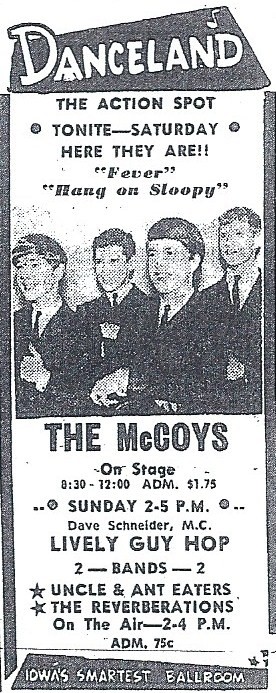 DANCELAND
THE ACTION SPOT
TONITE—SATURDAY
HERE THEY ARE!!
"Fever"
"Hang on Sloopy"
THE McCOYS
On Stage
8:30 - 12:00 ADM. $1.75
SUNDAY 2-5 P.M.
Dave Schneider, M.C.
LIVELY GUY HOP
2 — BANDS — 2
★ UNCLE & ANT EATERS
★ THE REVERBERATIONS
On The Air—2-4 P.M.
ADM. 75c
IOWA'S SMARTEST BALLROOM